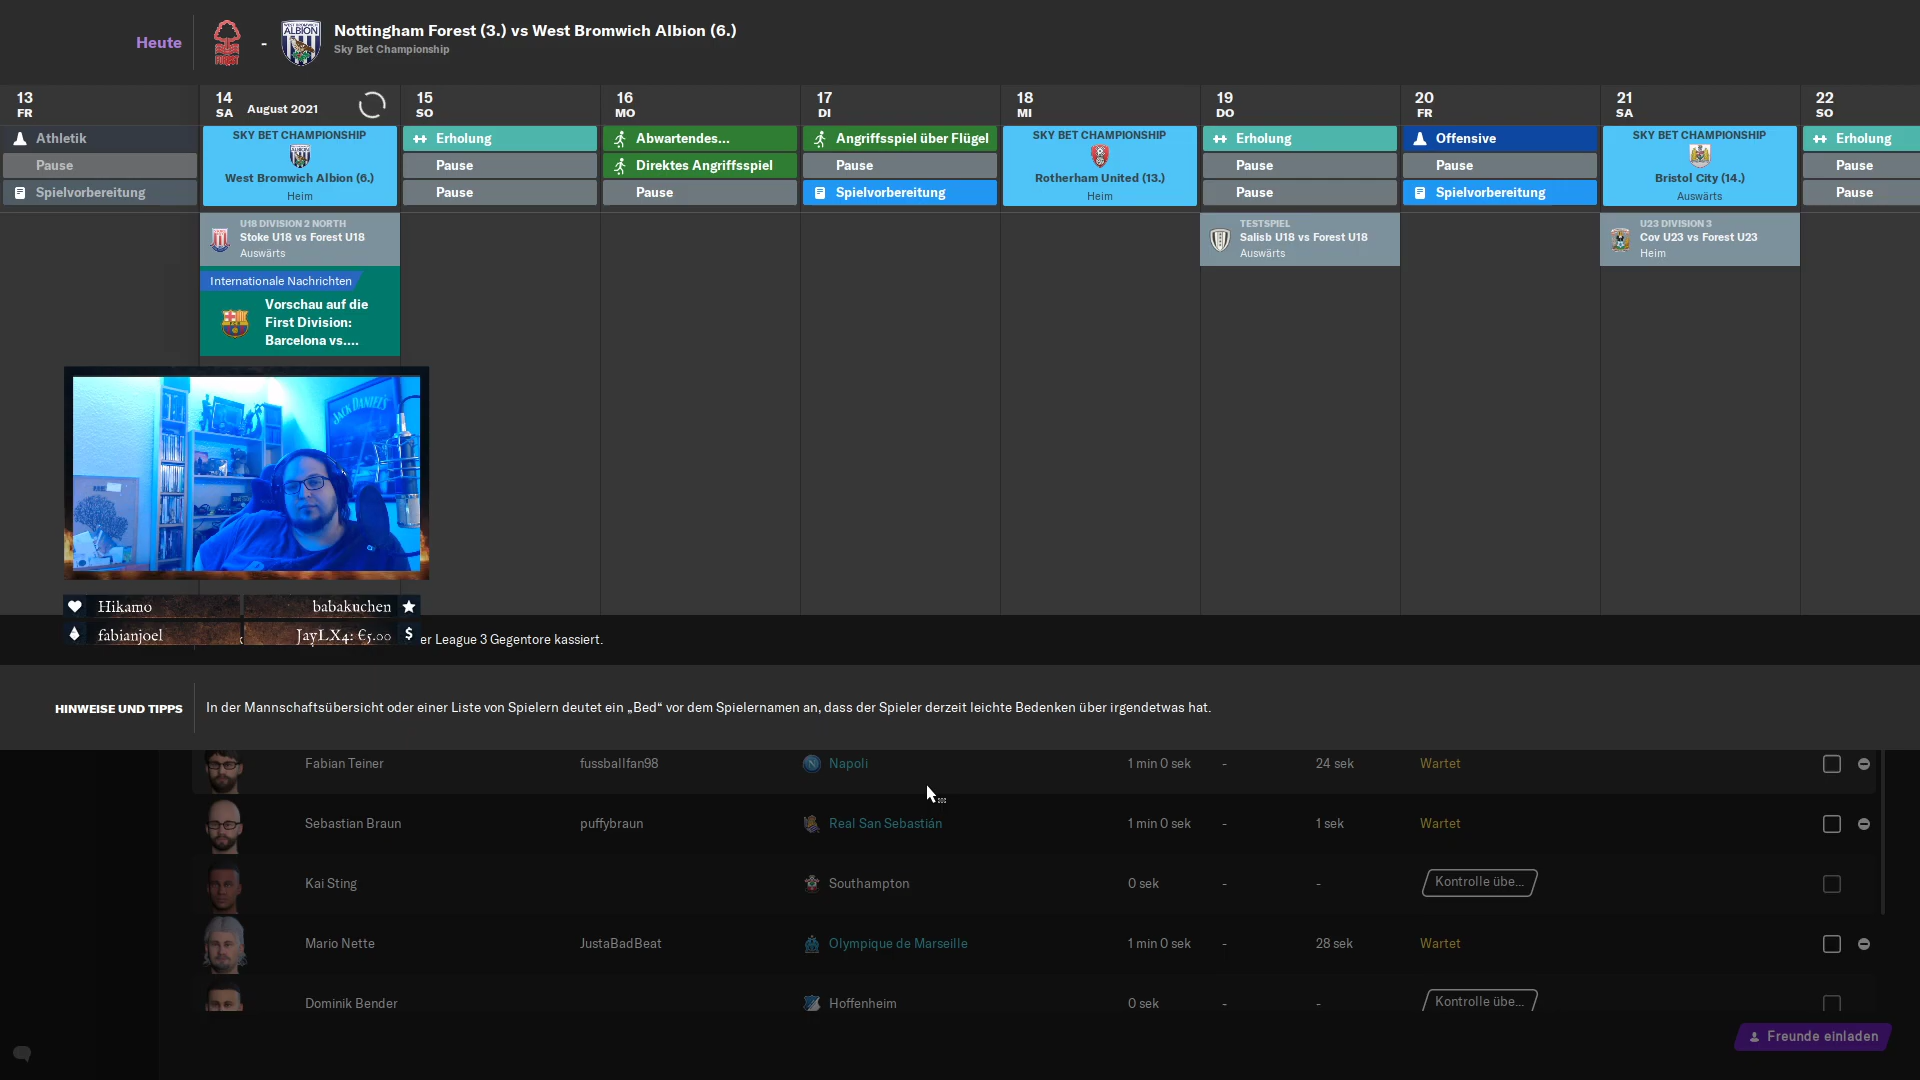 Heute
-
Nottingham Forest (3.) vs West Bromwich Albion (6.)
Sky Bet Championship
13
FR
14
SA
August 2021
15
SO
16
MO
17
DI
18
MI
19
DO
20
FR
21
SA
22
SO
Athletik
Pause
Spielvorbereitung
SKY BET CHAMPIONSHIP
West Bromwich Albion (6.)
Heim
Erholung
Pause
Pause
Abwartendes...
Direktes Angriffsspiel
Pause
Angriffsspiel über Flügel
Pause
Spielvorbereitung
SKY BET CHAMPIONSHIP
Rotherham United (13.)
Heim
Erholung
Pause
Pause
Offensive
Pause
Spielvorbereitung
SKY BET CHAMPIONSHIP
Bristol City (14.)
Auswärts
Erholung
Pause
Pause
U18 DIVISION 2 NORTH
Stoke U18 vs Forest U18
Auswärts
TESTSPIEL
Salisb U18 vs Forest U18
Auswärts
U23 DIVISION 3
Cov U23 vs Forest U23
Heim
Internationale Nachrichten
Vorschau auf die
First Division:
Barcelona vs....
JACK DANIEL'S
Hikamo
babakuchen
fabianjoel
JayLX4: €5.00
er League 3 Gegentore kassiert.
HINWEISE UND TIPPS
In der Mannschaftsübersicht oder einer Liste von Spielern deutet ein „Bed“ vor dem Spielernamen an, dass der Spieler derzeit leichte Bedenken über irgendetwas hat.
Fabian Teiner fussballfan98 Napoli 1 min 0 sek - 24 sek Wartet
Sebastian Braun puffybraun Real San Sebastián 1 min 0 sek - 1 sek Wartet
Kai Sting Southampton 0 sek - - Kontrolle übe...
Mario Nette JustaBadBeat Olympique de Marseille 1 min 0 sek - 28 sek Wartet
Dominik Bender Hoffenheim 0 sek - - Kontrolle übe...
Freunde einladen